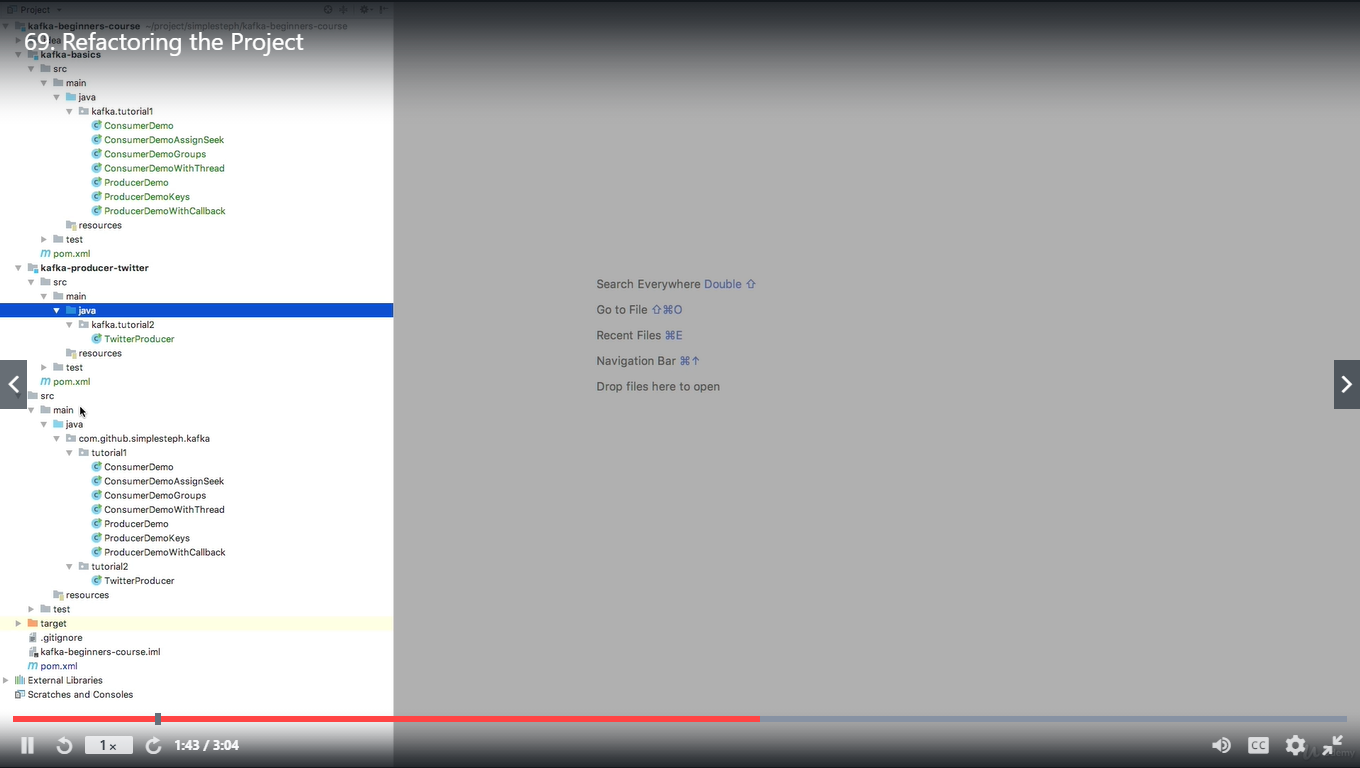 Project
kafka-beginners-course ~/project/simplesteph/kafka-beginners-course
69. Refactoring the Project
kafka-basics
src
main
java
kafka.tutorial1
ConsumerDemo
ConsumerDemoAssignSeek
ConsumerDemoGroups
ConsumerDemoWithThread
ProducerDemo
ProducerDemoKeys
ProducerDemoWithCallback
resources
test
pom.xml
kafka-producer-twitter
src
main
java
kafka.tutorial2
TwitterProducer
resources
test
pom.xml
src
main
java
com.github.simplesteph.kafka
tutorial1
ConsumerDemo
ConsumerDemoAssignSeek
ConsumerDemoGroups
ConsumerDemoWithThread
ProducerDemo
ProducerDemoKeys
ProducerDemoWithCallback
tutorial2
TwitterProducer
resources
test
target
.gitignore
kafka-beginners-course.iml
pom.xml
External Libraries
Scratches and Consoles
Search Everywhere Double ⇧
Go to File ⇧⌘O
Recent Files ⌘E
Navigation Bar ⌘↑
Drop files here to open
1 x
1:43 / 3:04
CC